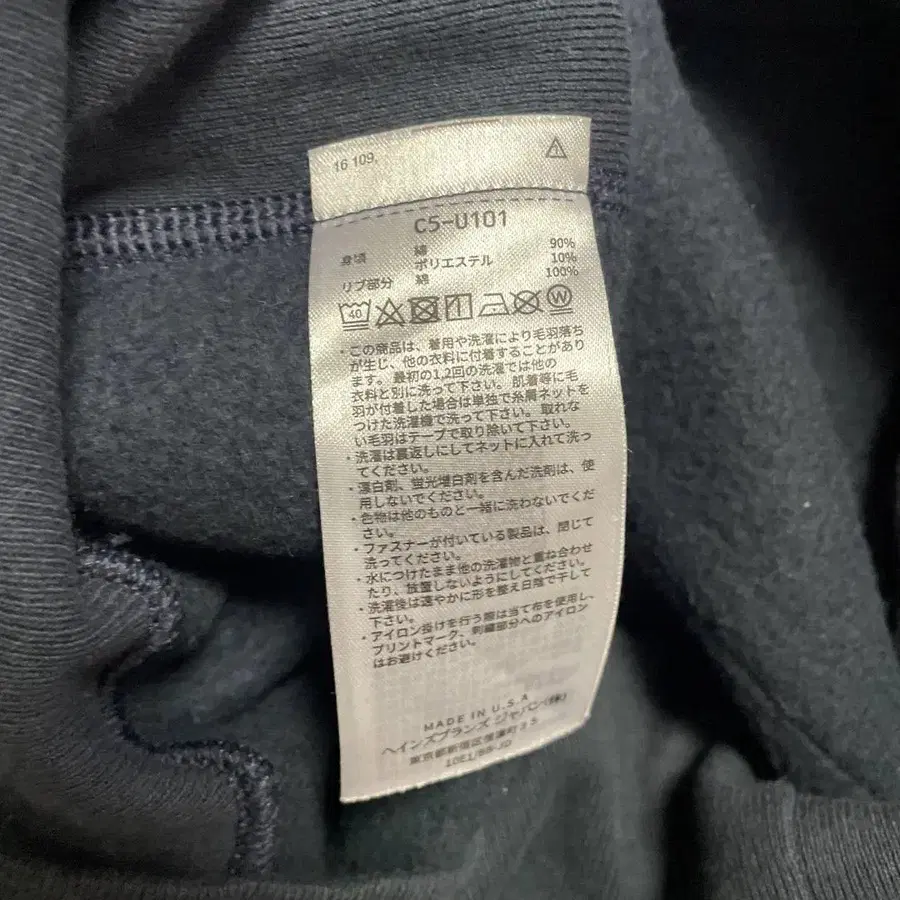 16 109.
C5-U101
身頃 綿 90%
ポリエステル 10%
リブ部分 綿 100%
40 W
・この商品は、着用や洗濯により毛羽落ち
が生じ、他の衣料に付着することがあり
ます。最初の1,2回の洗濯では他の
衣料と別に洗って下さい。肌着等に毛
羽が付着した場合は単独で糸屑ネットを
つけた洗濯機で洗って下さい。取れな
い毛羽はテープで取り除いて下さい。
・洗濯は裏返しにしてネットに入れて洗っ
てください。
・漂白剤、蛍光増白剤を含んだ洗剤は、使
用しないでください。
・色物は他のものと一緒に洗わないでくだ
さい。
・ファスナーが付いている製品は、閉じて
洗ってください。
・水につけたまま他の洗濯物と重ね合わせ
たり、放置しないようにしてください。
・洗濯後は速やかに形を整え日陰で干して
下さい。
・アイロン掛けを行う際は当て布を使用し、
プリントマーク、刺繍部分へのアイロン
はお避けください。
MADE IN U.S.A
ヘインズブランズ ジャパン(株)
東京都新宿区信濃町35